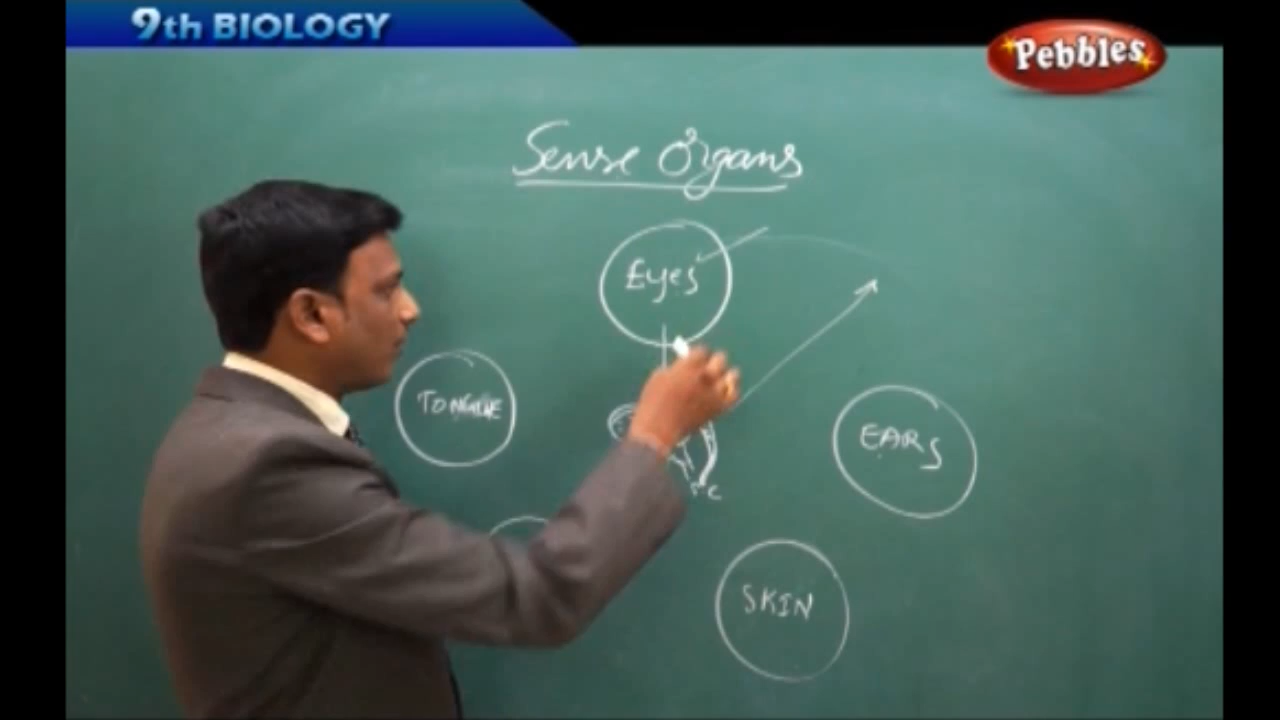 9th BIOLOGY
Pebbles
Sense Organs
Eyes
TONGUE
EARS
SKIN